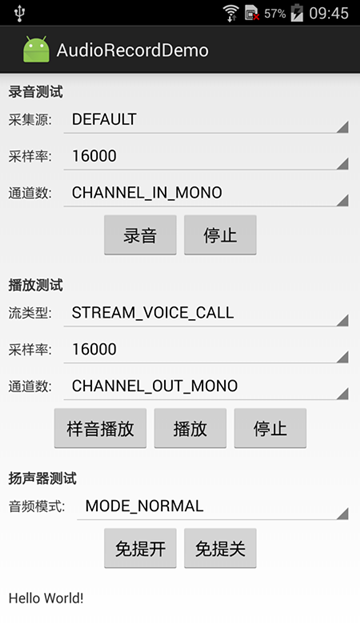 57% 09:45
AudioRecordDemo
录音测试
采集源: DEFAULT
采样率: 16000
通道数: CHANNEL_IN_MONO
录音 停止
播放测试
流类型: STREAM_VOICE_CALL
采样率: 16000
通道数: CHANNEL_OUT_MONO
样音播放 播放 停止
扬声器测试
音频模式: MODE_NORMAL
免提开 免提关
Hello World!